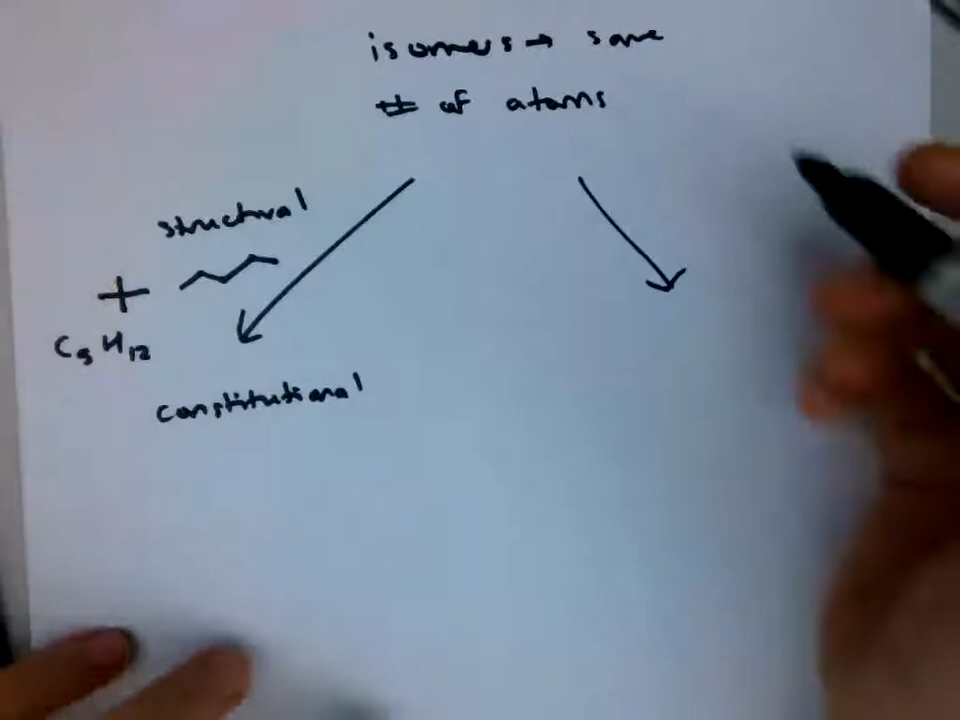 isomers → same
# of atoms
structural
C5H12
constitutional